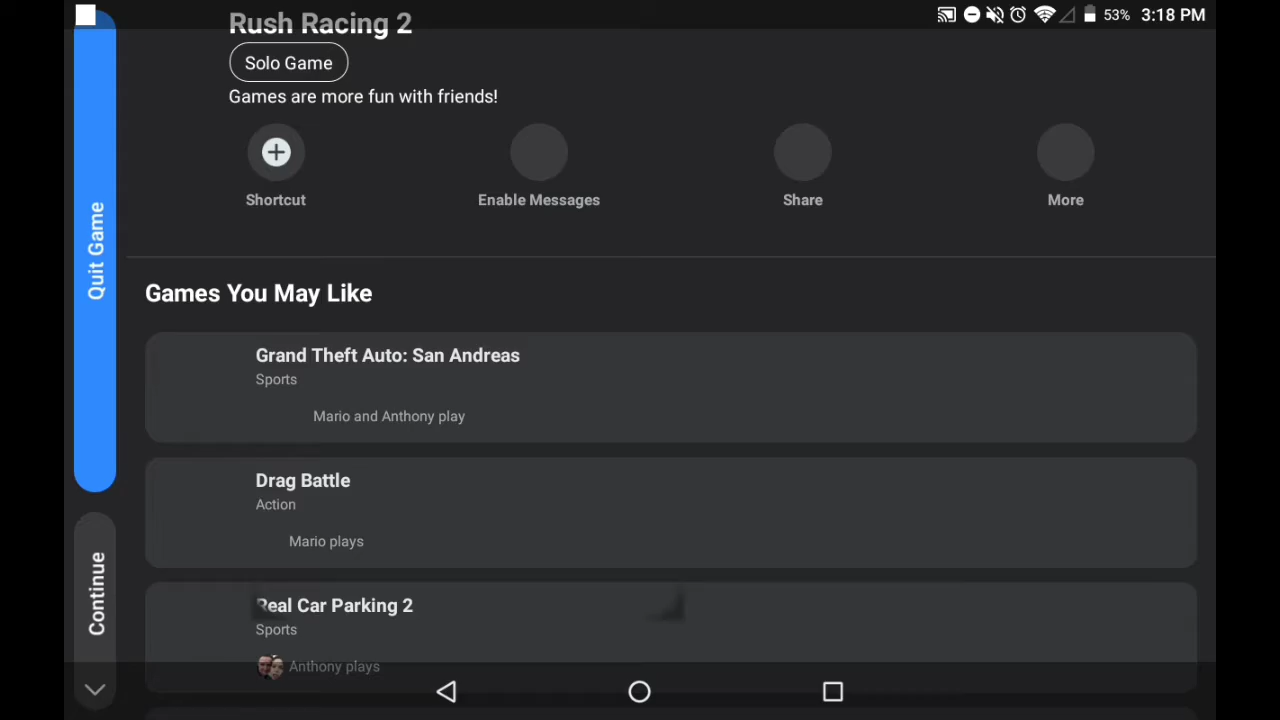 53% 3:18 PM
Rush Racing 2
Solo Game
Games are more fun with friends!
Shortcut
Enable Messages
Share
More
Quit Game
Games You May Like
Grand Theft Auto: San Andreas
Sports
Mario and Anthony play
Drag Battle
Action
Mario plays
Continue
Real Car Parking 2
Sports
Anthony plays